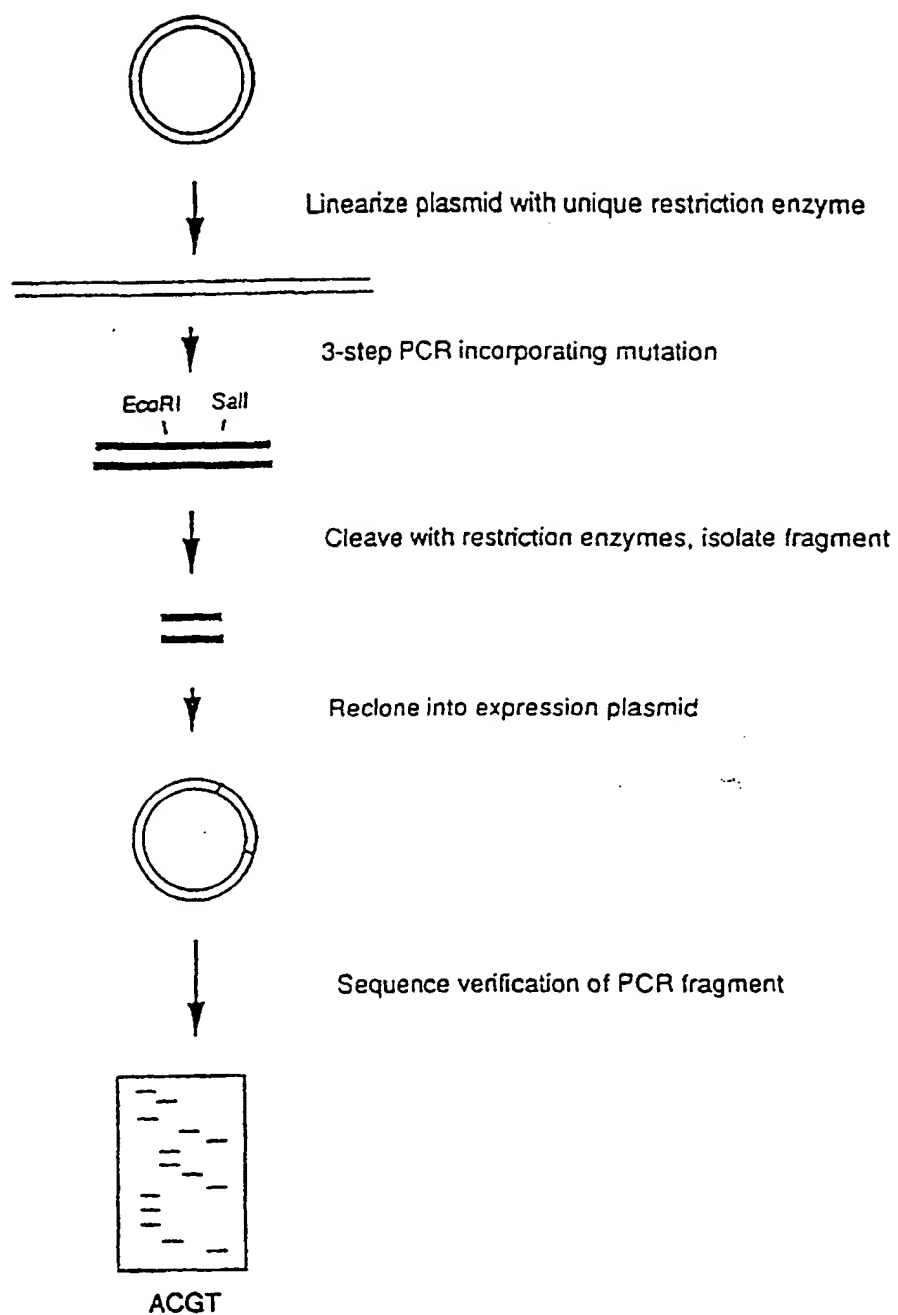 Linearize plasmid with unique restriction enzyme
3-step PCR incorporating mutation
EcoRI SalI
Cleave with restriction enzymes, isolate fragment
Reclone into expression plasmid
Sequence verification of PCR fragment
ACGT